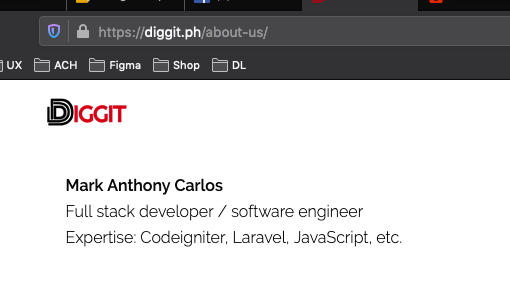 https://diggit.ph/about-us/
UX
ACH
Figma
Shop
DL
DIGGIT
Mark Anthony Carlos
Full stack developer / software engineer
Expertise: Codeigniter, Laravel, JavaScript, etc.